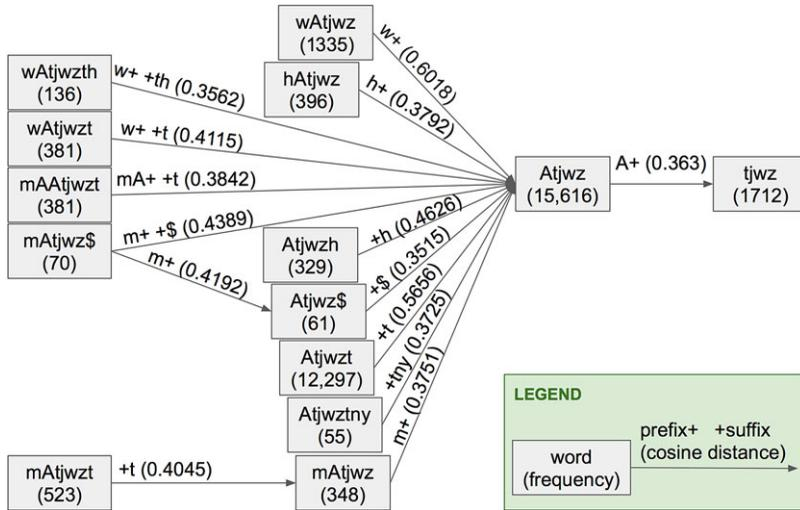 wAtjwz
(1335)
w+ (0.6018)
hAtjwz
(396)
h+ (0.3792)
wAtjwzth
(136)
w+ +th (0.3562)
wAtjwzt
(381)
w+ +t (0.4115)
mAAtjwzt
(381)
mA+ +t (0.3842)
mAtjwz$
(70)
m+ +$ (0.4389)
m+ (0.4192)
Atjwz
(15,616)
A+ (0.363)
tjwz
(1712)
Atjwzh
(329)
+h (0.4626)
Atjwz$
(61)
+$ (0.3515)
Atjwzt
(12,297)
+t (0.5656)
Atjwztny
(55)
+tny (0.3725)
mAtjwzt
(523)
+t (0.4045)
mAtjwz
(348)
m+ (0.3751)
LEGEND
word
(frequency)
prefix+ +suffix
(cosine distance)